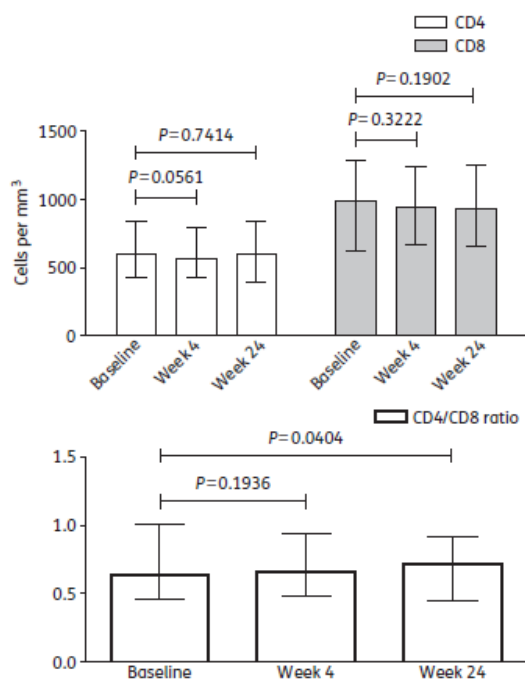 CD4
CD8
P=0.1902
P=0.7414
P=0.3222
P=0.0561
Cells per mm³
1500
1000
500
0
Baseline
Week 4
Week 24
Baseline
Week 4
Week 24
CD4/CD8 ratio
P=0.0404
P=0.1936
1.5
1.0
0.5
0.0
Baseline
Week 4
Week 24